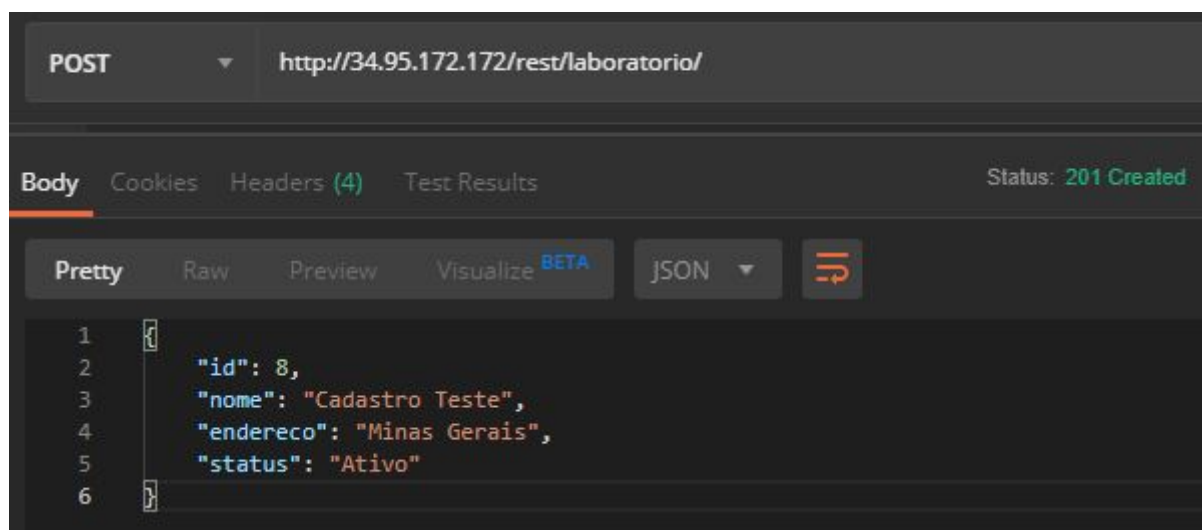 POST http://34.95.172.172/rest/laboratorio/
Body Cookies Headers (4) Test Results Status: 201 Created
Pretty Raw Preview Visualize BETA JSON
1 {
2 "id": 8,
3 "nome": "Cadastro Teste",
4 "endereco": "Minas Gerais",
5 "status": "Ativo"
6 }